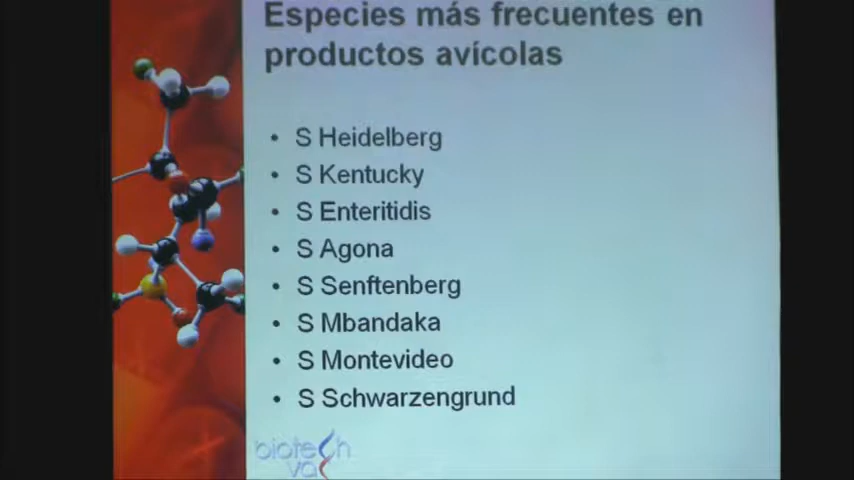 Especies más frecuentes en
productos avícolas
• S Heidelberg
• S Kentucky
• S Enteritidis
• S Agona
• S Senftenberg
• S Mbandaka
• S Montevideo
• S Schwarzengrund
biotech
vac